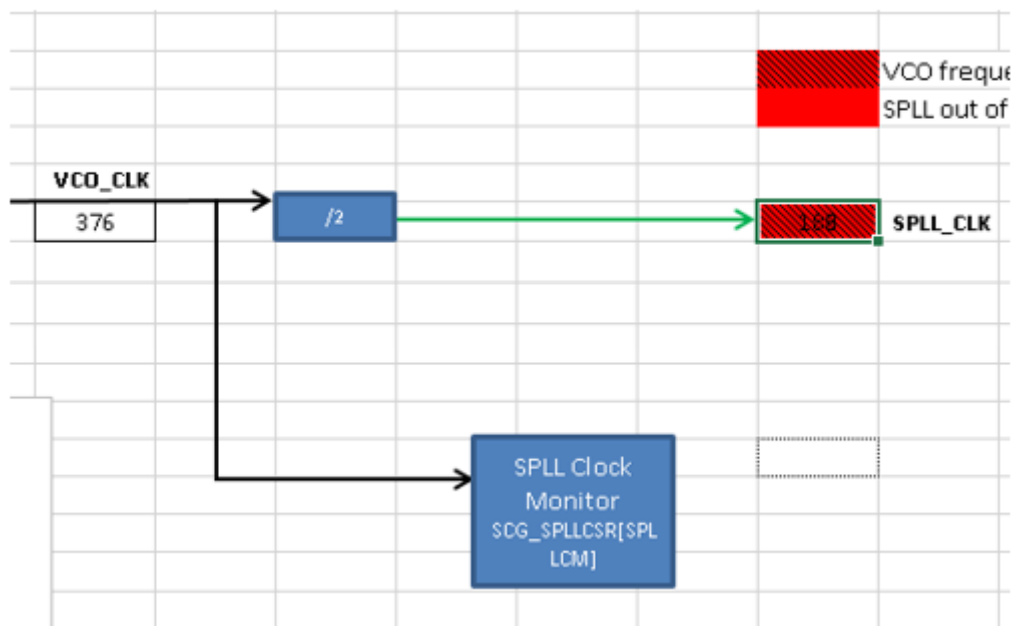 VCO freque
SPLL out of
VCO_CLK
376
/2
SPLL_CLK
SPLL Clock
Monitor
SCG_SPLLCSR[SPL
LCM]